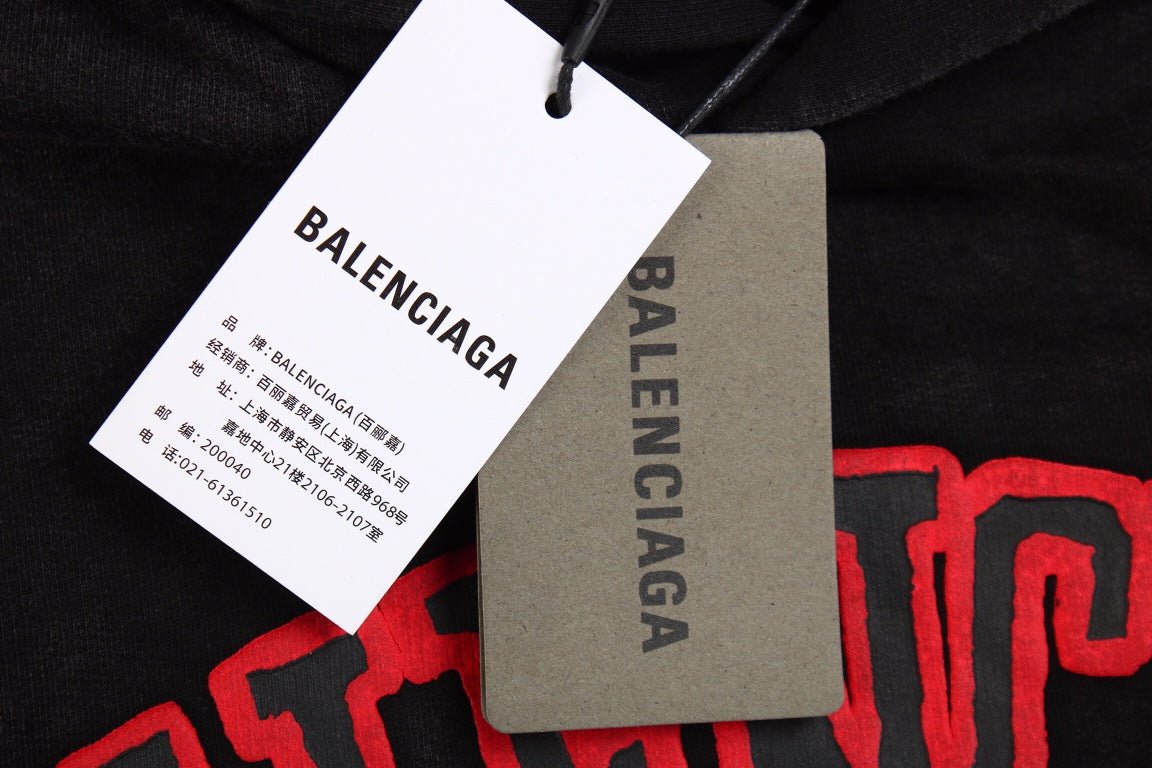 BALENCIAGA
品 牌: BALENCIAGA (百郦嘉)
经销商: 百丽嘉贸易(上海)有限公司
地 址: 上海市静安区北京西路968号
嘉地中心21楼2106-2107室
邮 编: 200040
电 话:021-61361510
BALENCIAGA